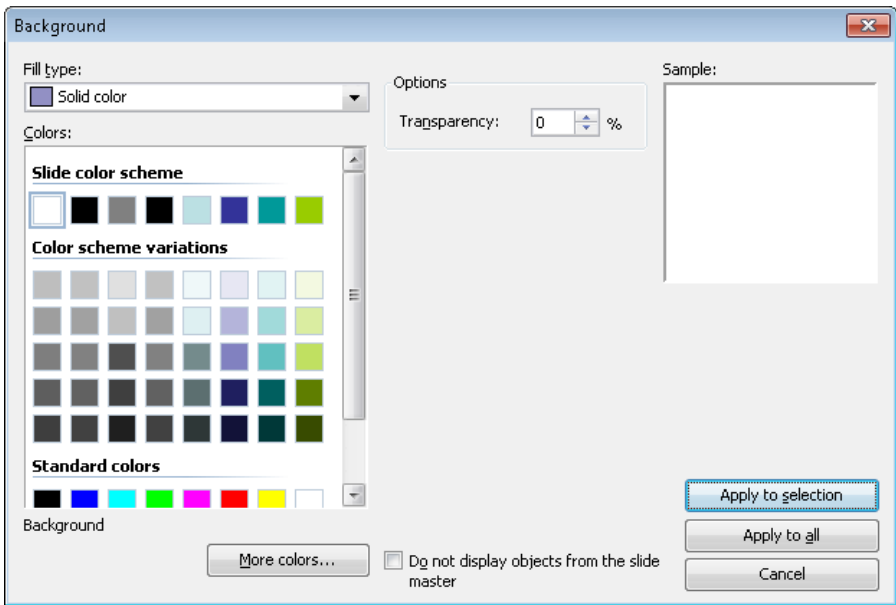 Background
Fill type:
Solid color
Colors:
Slide color scheme
Color scheme variations
Standard colors
Background
More colors...
Options
Transparency:
0
%
Do not display objects from the slide
master
Sample:
Apply to selection
Apply to all
Cancel